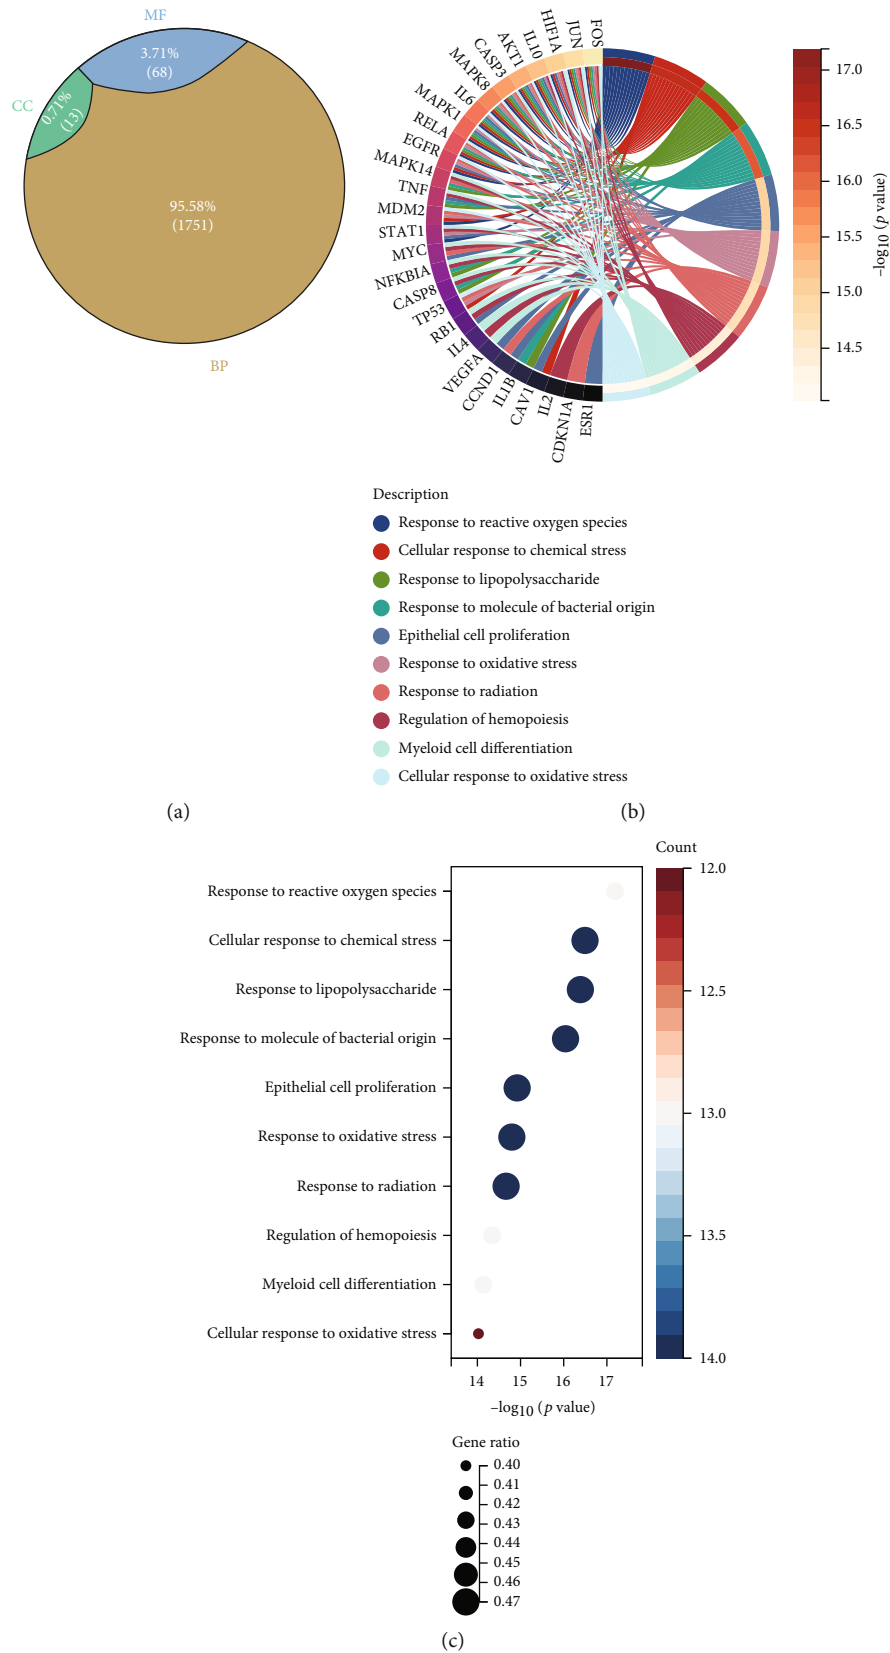 MF
3.71%
(68)
CC
0.71%
(13)
95.58%
(1751)
BP
(a)
FOS
JUN
HIF1A
IL10
AKT1
CASP3
MAPK8
IL6
MAPK1
RELA
EGFR
MAPK14
TNF
MDM2
STAT1
MYC
NFKBIA
CASP8
TP53
RB1
IL4
VEGFA
CCND1
IL1B
CAV1
IL2
CDKN1A
ESR1
17.0
16.5
16.0
15.5
15.0
14.5
–log10 (p value)
Description
Response to reactive oxygen species
Cellular response to chemical stress
Response to lipopolysaccharide
Response to molecule of bacterial origin
Epithelial cell proliferation
Response to oxidative stress
Response to radiation
Regulation of hemopoiesis
Myeloid cell differentiation
Cellular response to oxidative stress
(b)
Count
12.0
12.5
13.0
13.5
14.0
Response to reactive oxygen species
Cellular response to chemical stress
Response to lipopolysaccharide
Response to molecule of bacterial origin
Epithelial cell proliferation
Response to oxidative stress
Response to radiation
Regulation of hemopoiesis
Myeloid cell differentiation
Cellular response to oxidative stress
14 15 16 17
–log10 (p value)
Gene ratio
0.40
0.41
0.42
0.43
0.44
0.45
0.46
0.47
(c)